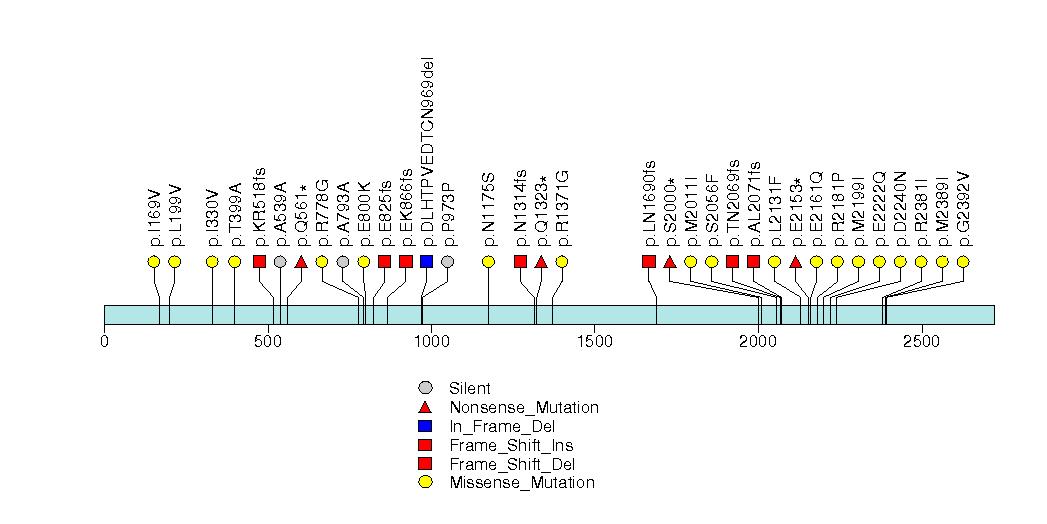 p.I169V
p.L199V
p.I330V
p.T399A
p.KR518fs
p.A539A
p.Q561*
p.R778G
p.A793A
p.E800K
p.E825fs
p.EK866fs
p.DLHTPVEDTCN969del
p.P973P
p.N1175S
p.N1314fs
p.Q1323*
p.R1371G
p.LN1690fs
p.S2000*
p.M2011I
p.S2056F
p.TN2069fs
p.AL2071fs
p.L2131F
p.E2153*
p.E2161Q
p.R2181P
p.M2199I
p.E2222Q
p.D2240N
p.R2381I
p.M2389I
p.G2392V
0 500 1000 1500 2000 2500
Silent
Nonsense_Mutation
In_Frame_Del
Frame_Shift_Ins
Frame_Shift_Del
Missense_Mutation